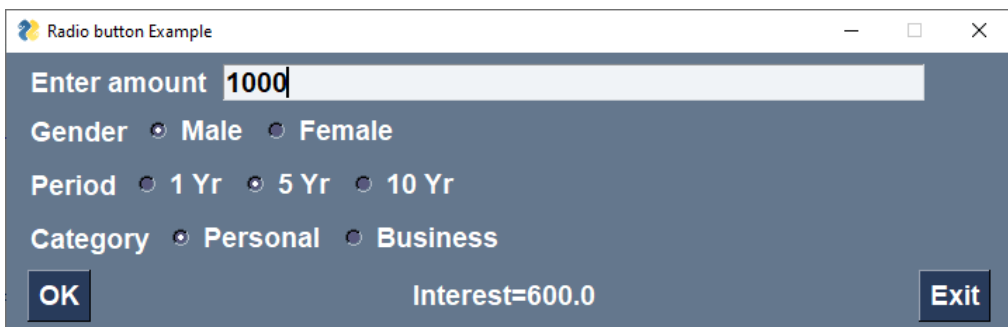 Radio button Example
Enter amount 1000
Gender Male Female
Period 1 Yr 5 Yr 10 Yr
Category Personal Business
OK Interest=600.0 Exit